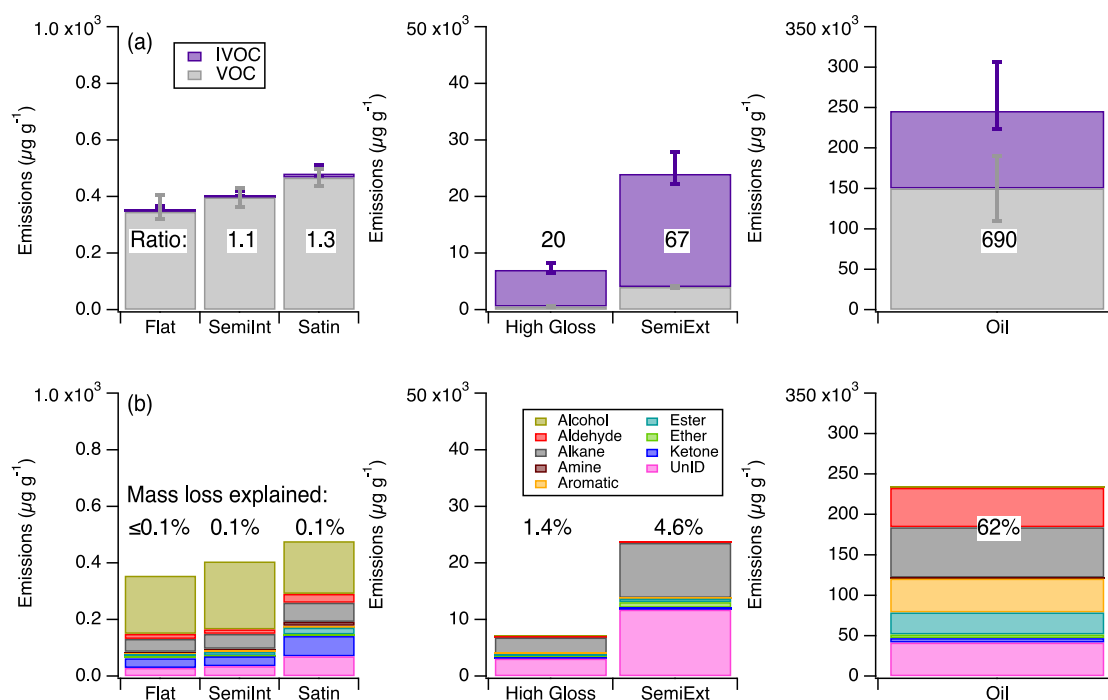 1.0 x10³
(a)
IVOC
VOC
0.8
0.6
0.4
0.2
0.0
Emissions (µg g⁻¹)
Ratio:
1.1
1.3
Flat
SemiInt
Satin
50 x10³
40
30
20
10
0
Emissions (µg g⁻¹)
20
67
High Gloss
SemiExt
350 x10³
300
250
200
150
100
50
0
Emissions (µg g⁻¹)
690
Oil
1.0 x10³
(b)
0.8
0.6
0.4
0.2
0.0
Emissions (µg g⁻¹)
Mass loss explained:
≤0.1%
0.1%
0.1%
Flat
SemiInt
Satin
50 x10³
40
30
20
10
0
Emissions (µg g⁻¹)
Alcohol
Aldehyde
Alkane
Amine
Aromatic
Ester
Ether
Ketone
UnID
1.4%
4.6%
High Gloss
SemiExt
350 x10³
300
250
200
150
100
50
0
Emissions (µg g⁻¹)
62%
Oil